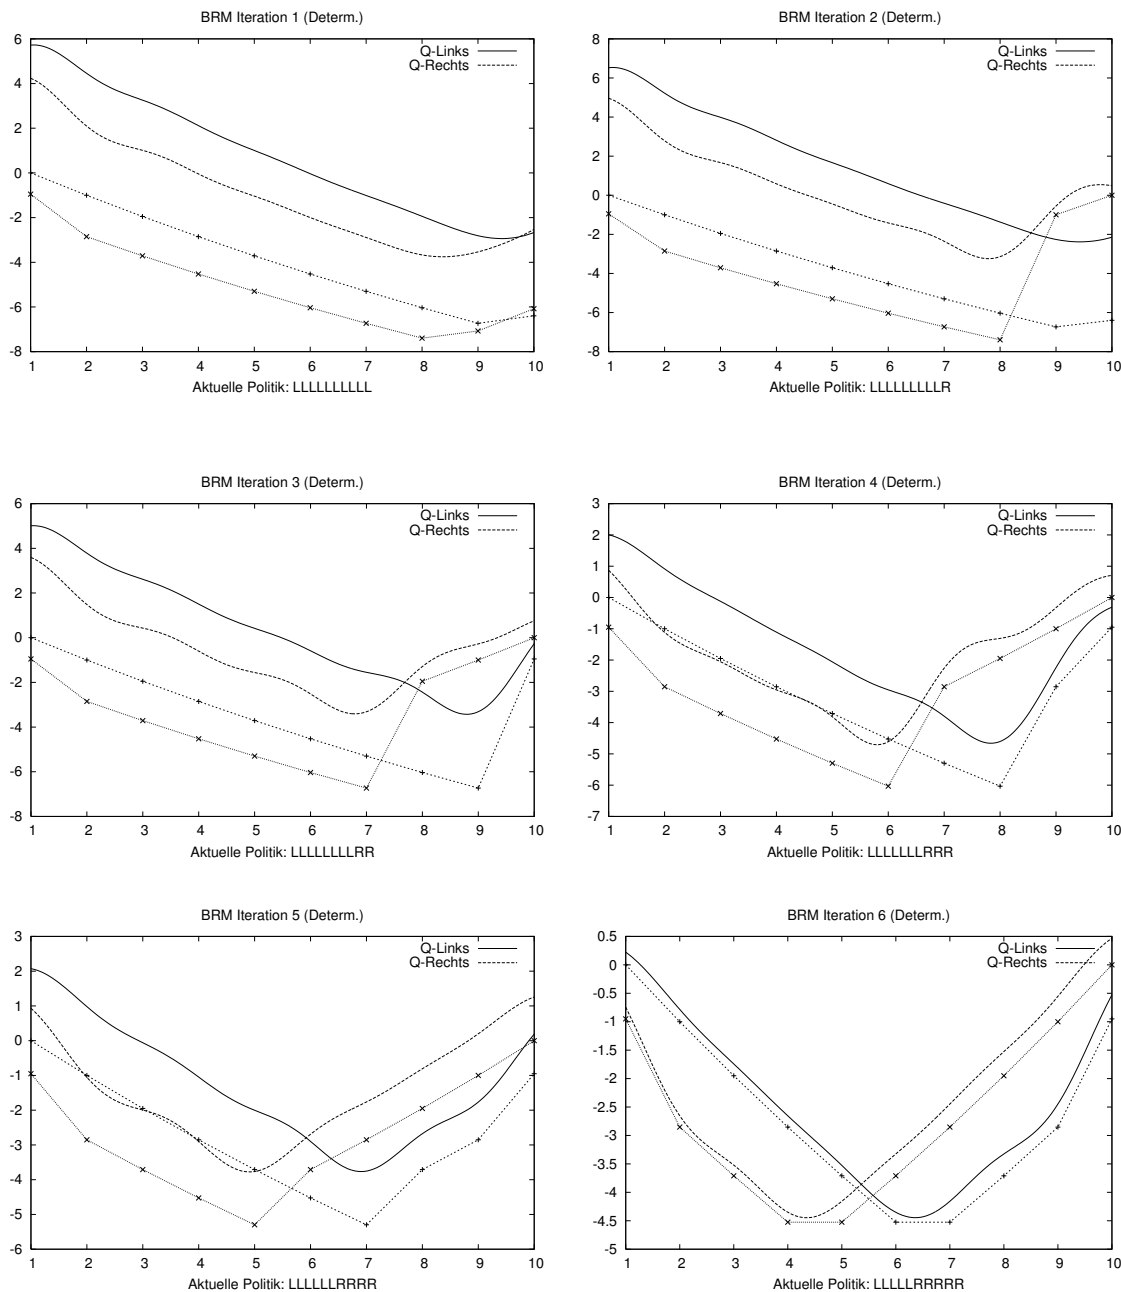 BRM Iteration 1 (Determ.)
6
4
2
0
-2
-4
-6
-8
Q-Links
Q-Rechts
1 2 3 4 5 6 7 8 9 10
Aktuelle Politik: LLLLLLLLLL
BRM Iteration 2 (Determ.)
8
6
4
2
0
-2
-4
-6
-8
Q-Links
Q-Rechts
1 2 3 4 5 6 7 8 9 10
Aktuelle Politik: LLLLLLLLLR
BRM Iteration 3 (Determ.)
6
4
2
0
-2
-4
-6
-8
Q-Links
Q-Rechts
1 2 3 4 5 6 7 8 9 10
Aktuelle Politik: LLLLLLLLRR
BRM Iteration 4 (Determ.)
3
2
1
0
-1
-2
-3
-4
-5
-6
-7
Q-Links
Q-Rechts
1 2 3 4 5 6 7 8 9 10
Aktuelle Politik: LLLLLLLRRR
BRM Iteration 5 (Determ.)
3
2
1
0
-1
-2
-3
-4
-5
-6
Q-Links
Q-Rechts
1 2 3 4 5 6 7 8 9 10
Aktuelle Politik: LLLLLLRRRR
BRM Iteration 6 (Determ.)
0.5
0
-0.5
-1
-1.5
-2
-2.5
-3
-3.5
-4
-4.5
-5
Q-Links
Q-Rechts
1 2 3 4 5 6 7 8 9 10
Aktuelle Politik: LLLLLRRRRR